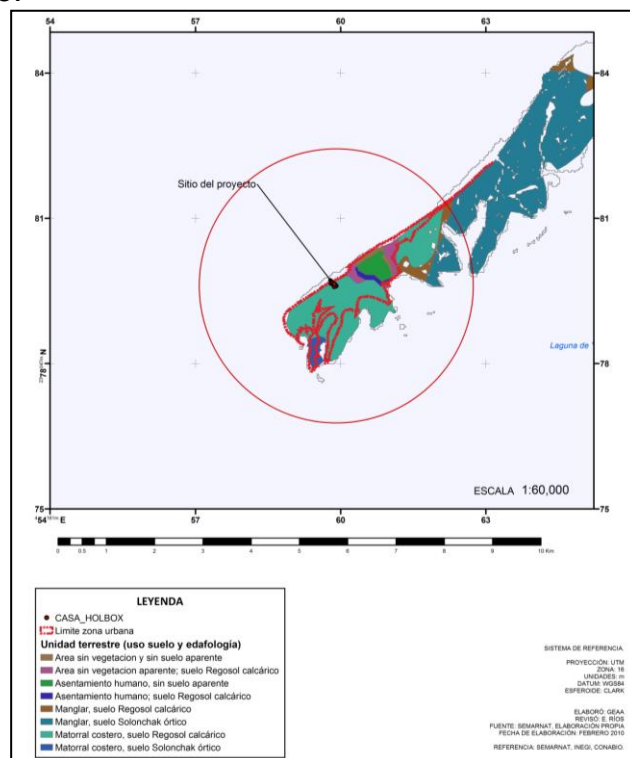 54
57
60
63
84
84
Sitio del proyecto
81
81
78
N
78
Laguna de
ESCALA 1:60,000
75
75
54
E
57
60
63
0 0.5 1 2 3 4 5 6 7 8 9 10 Km
LEYENDA
CASA_HOLBOX
Limite zona urbana
Unidad terrestre (uso suelo y edafología)
Area sin vegetacion y sin suelo aparente
Area sin vegetacion aparente; suelo Regosol calcárico
Asentamiento humano, sin suelo aparente
Asentamiento humano; suelo Regosol calcárico
Manglar, suelo Regosol calcárico
Manglar, suelo Solonchak órtico
Matorral costero, suelo Regosol calcárico
Matorral costero, suelo Solonchak órtico
SISTEMA DE REFERENCIA.
PROYECCIÓN: UTM
ZONA: 16
UNIDADES: m
DATUM: WGS84
ESFEROIDE: CLARK
ELABORÓ: GEAA
REVISÓ: E. RÍOS
FUENTE: SEMARNAT, ELABORACIÓN PROPIA
FECHA DE ELABORACIÓN: FEBRERO 2010
REFERENCIA: SEMARNAT, INEGI, CONABIO.